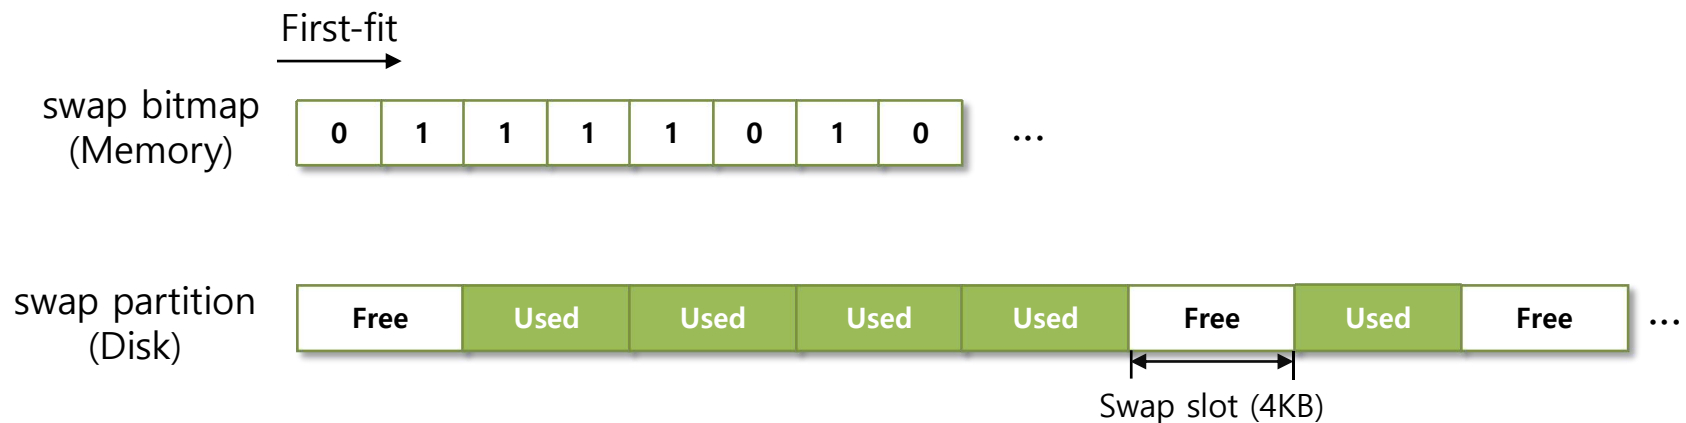 First-fit
swap bitmap
(Memory)
0 1 1 1 1 0 1 0 ...
swap partition
(Disk)
Free Used Used Used Used Free Used Free ...
Swap slot (4KB)